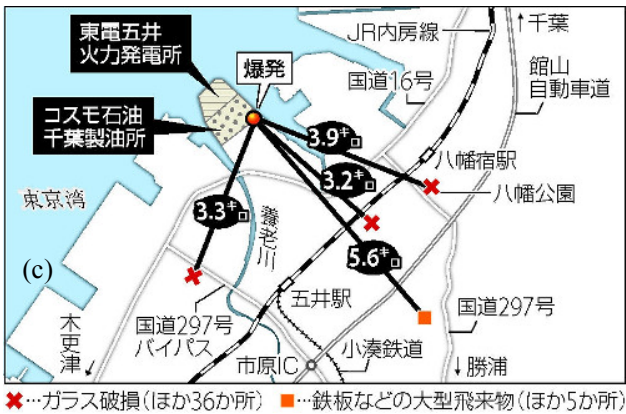 東電五井
火力発電所
爆発
コスモ石油
千葉製油所
JR内房線
↑千葉
国道16号
館山
自動車道
3.9キロ
3.2キロ
八幡宿駅
八幡公園
東京湾
3.3キロ
養老川
5.6キロ
(c)
五井駅
国道297号
木更津
国道297号
バイパス
市原IC
小湊鉄道
↓勝浦
✖…ガラス破損(ほか36か所) ■…鉄板などの大型飛来物(ほか5か所)